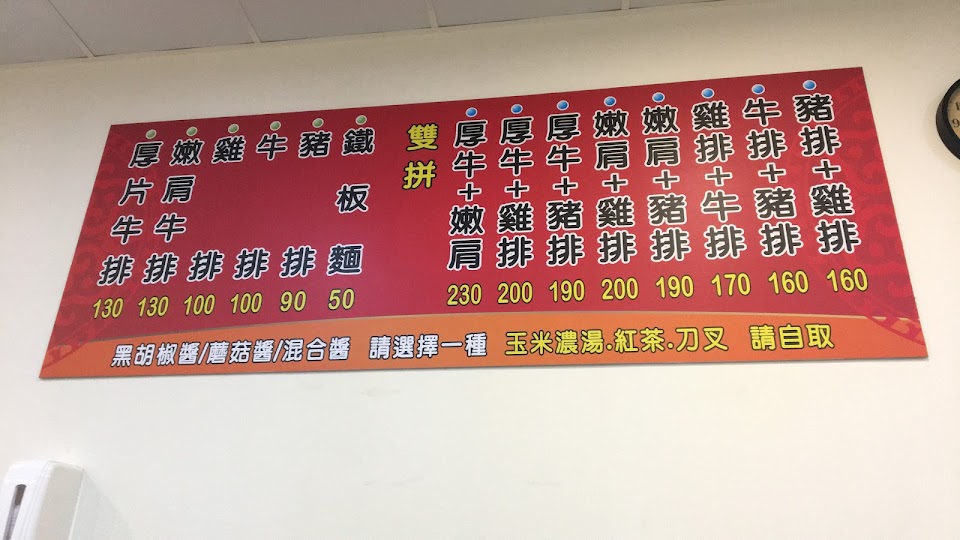 鐵板麵 50
豬排 90
牛排 100
雞排 100
嫩肩牛排 130
厚片牛排 130
雙拼
豬排+雞排 160
牛排+豬排 160
雞排+牛排 170
嫩肩+豬排 190
嫩肩+雞排 200
厚牛+豬排 190
厚牛+雞排 200
厚牛+嫩肩 230
黑胡椒醬/蘑菇醬/混合醬 請選擇一種 玉米濃湯.紅茶.刀叉 請自取